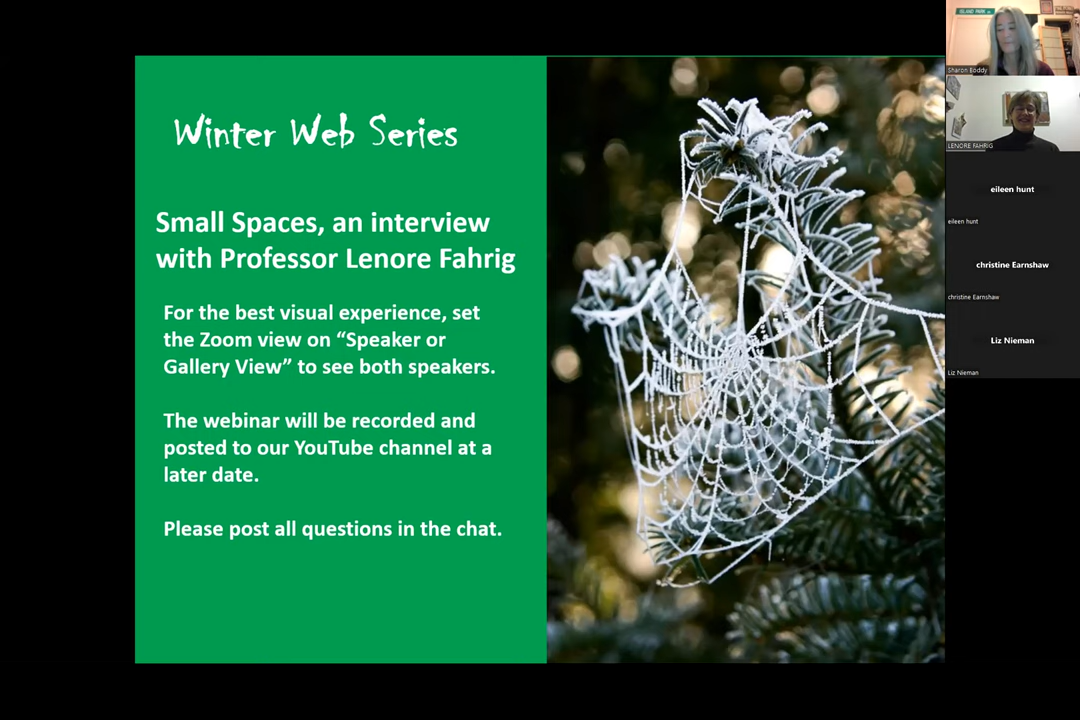 Winter Web Series
Small Spaces, an interview
with Professor Lenore Fahrig
For the best visual experience, set
the Zoom view on “Speaker or
Gallery View” to see both speakers.
The webinar will be recorded and
posted to our YouTube channel at a
later date.
Please post all questions in the chat.
ISLAND PARK
Sharon Boddy
LENORE FAHRIG
eileen hunt
eileen hunt
christine Earnshaw
christine Earnshaw
Liz Nieman
Liz Nieman